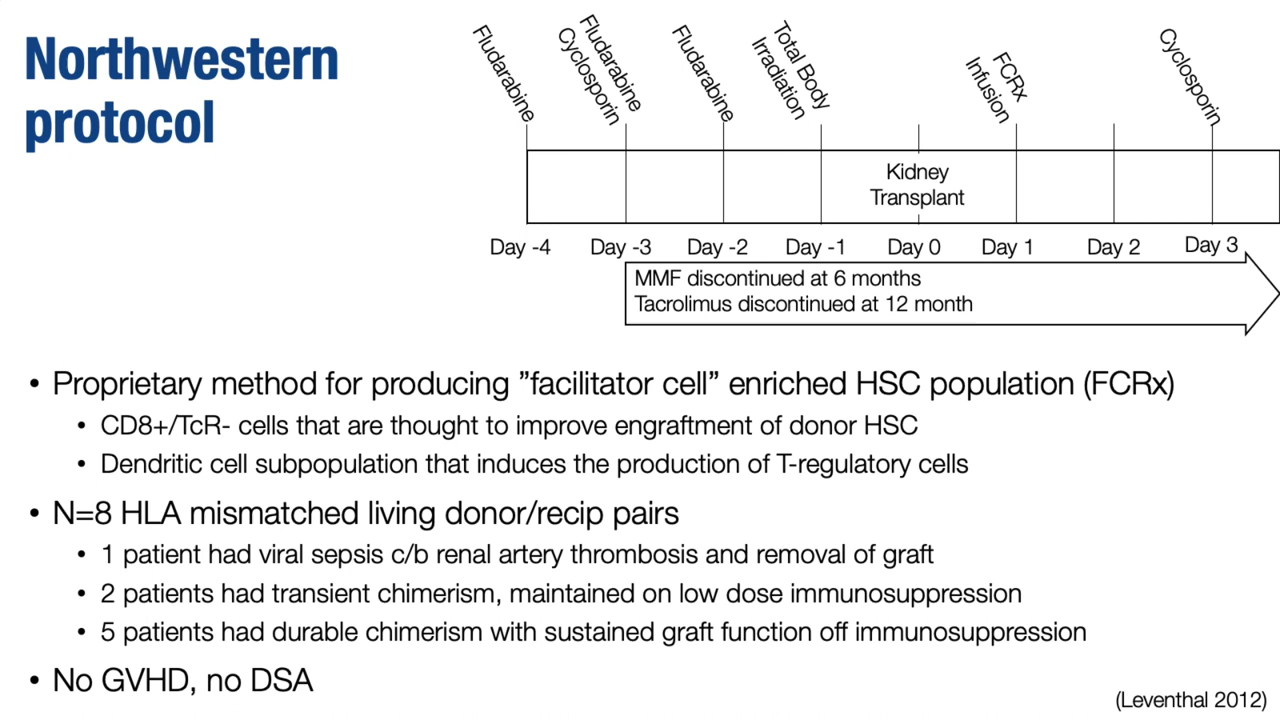 Northwestern
protocol
Fludarabine
Fludarabine
Cyclosporin
Fludarabine
Total Body
Irradiation
FCRx
Infusion
Cyclosporin
Kidney
Transplant
Day -4
Day -3
Day -2
Day -1
Day 0
Day 1
Day 2
Day 3
MMF discontinued at 6 months
Tacrolimus discontinued at 12 month
• Proprietary method for producing ”facilitator cell” enriched HSC population (FCRx)
• CD8+/TcR- cells that are thought to improve engraftment of donor HSC
• Dendritic cell subpopulation that induces the production of T-regulatory cells
• N=8 HLA mismatched living donor/recip pairs
• 1 patient had viral sepsis c/b renal artery thrombosis and removal of graft
• 2 patients had transient chimerism, maintained on low dose immunosuppression
• 5 patients had durable chimerism with sustained graft function off immunosuppression
• No GVHD, no DSA
(Leventhal 2012)